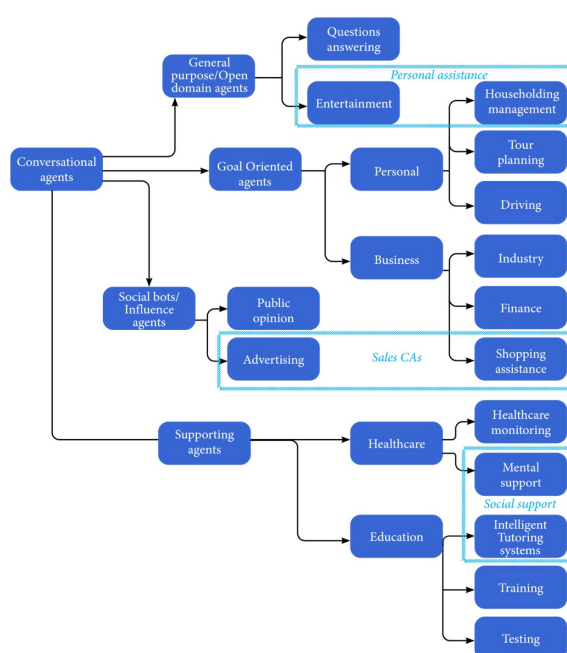 Questions
answering
General
purpose/Open
domain agents
Personal assistance
Entertainment
Householding
management
Conversational
agents
Goal Oriented
agents
Personal
Tour
planning
Driving
Business
Industry
Social bots/
Influence
agents
Public
opinion
Finance
Advertising
Sales CAs
Shopping
assistance
Supporting
agents
Healthcare
Healthcare
monitoring
Mental
support
Social support
Education
Intelligent
Tutoring
systems
Training
Testing